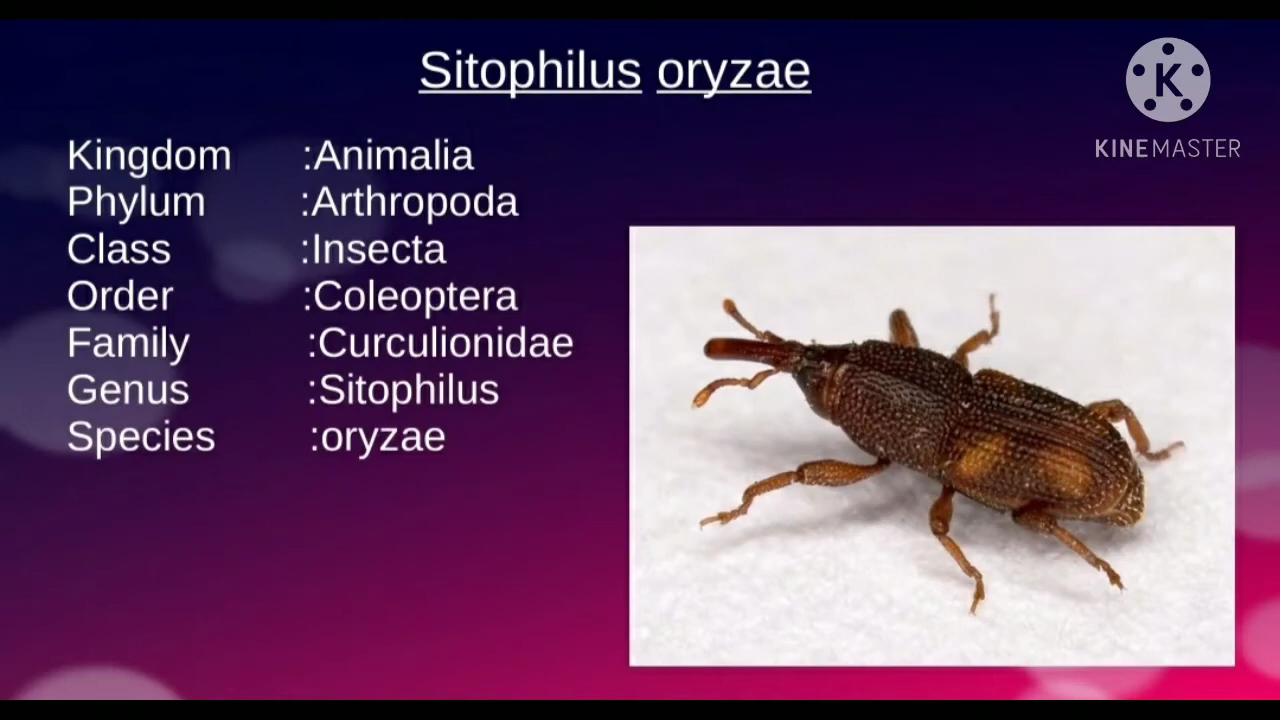 Sitophilus oryzae
K
KINEMASTER
Kingdom :Animalia
Phylum :Arthropoda
Class :Insecta
Order :Coleoptera
Family :Curculionidae
Genus :Sitophilus
Species :oryzae